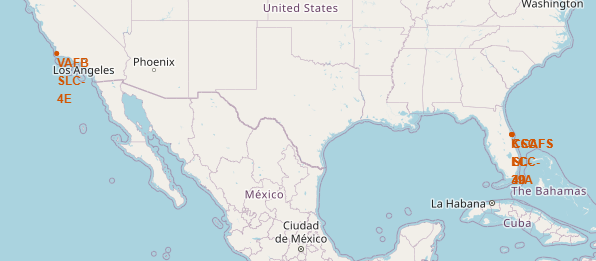 United States
Washington
VAFB
SLC-
4E
Los Angeles
Phoenix
México
Ciudad
de México
La Habana
The Bahamas
Cuba